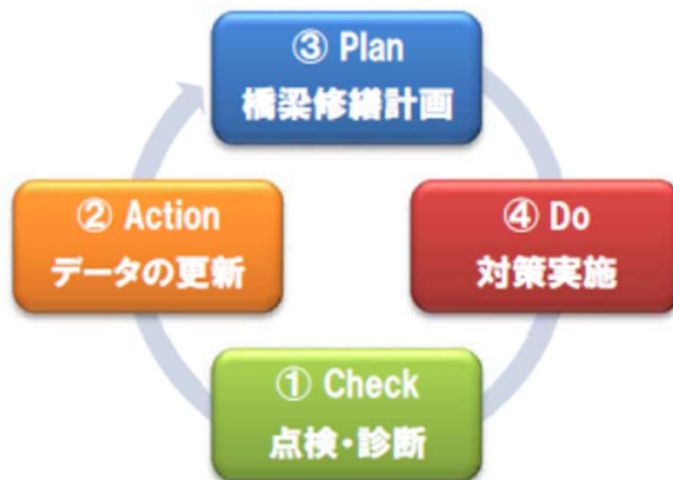 ③ Plan
橋梁修繕計画
② Action
データの更新
④ Do
対策実施
① Check
点検・診断